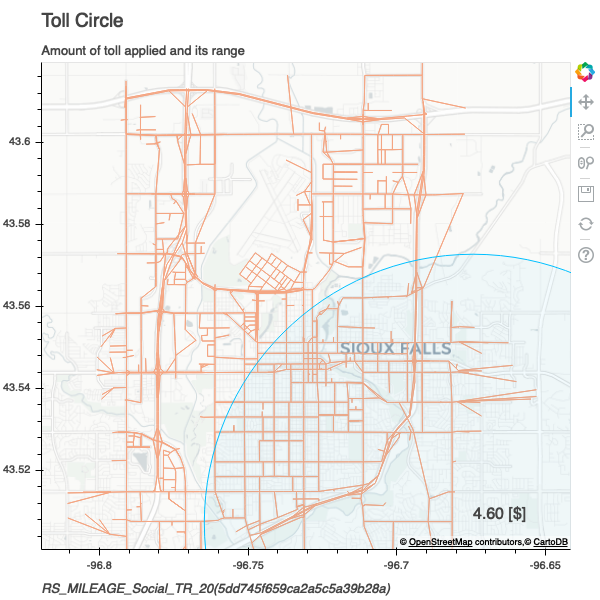 Toll Circle
Amount of toll applied and its range
43.6
43.58
43.56
43.54
43.52
SIOUX FALLS
4.60 [$]
© OpenStreetMap contributors,© CartoDB
-96.8
-96.75
-96.7
-96.65
RS_MILEAGE_Social_TR_20(5dd745f659ca2a5c5a39b28a)